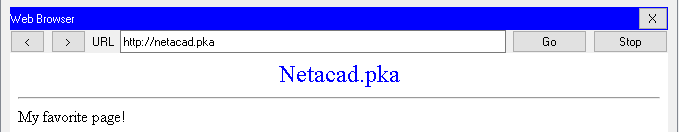 Web Browser X
< > URL http://netacad.pka Go Stop
Netacad.pka
My favorite page!